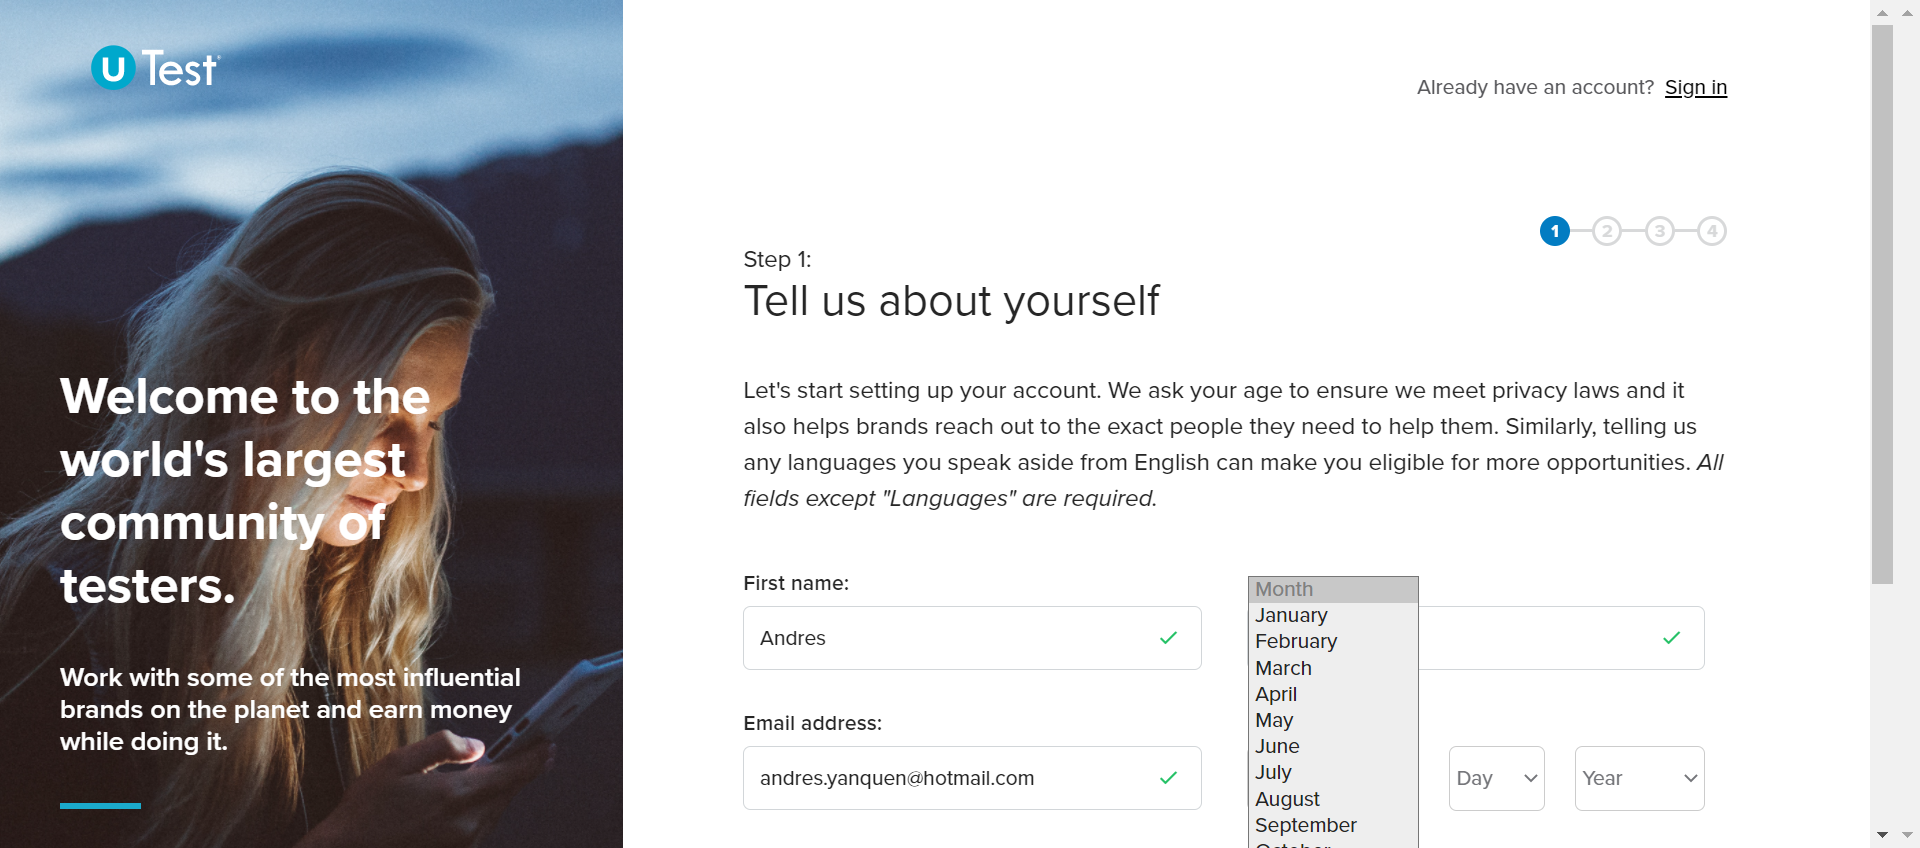 u Test
Welcome to the
world's largest
community of
testers.
Work with some of the most influential
brands on the planet and earn money
while doing it.
Already have an account? Sign in
1 2 3 4
Step 1:
Tell us about yourself
Let's start setting up your account. We ask your age to ensure we meet privacy laws and it
also helps brands reach out to the exact people they need to help them. Similarly, telling us
any languages you speak aside from English can make you eligible for more opportunities. All
fields except "Languages" are required.
First name:
Andres
Email address:
andres.yanquen@hotmail.com
Month
January
February
March
April
May
June
July
August
September
Day
Year